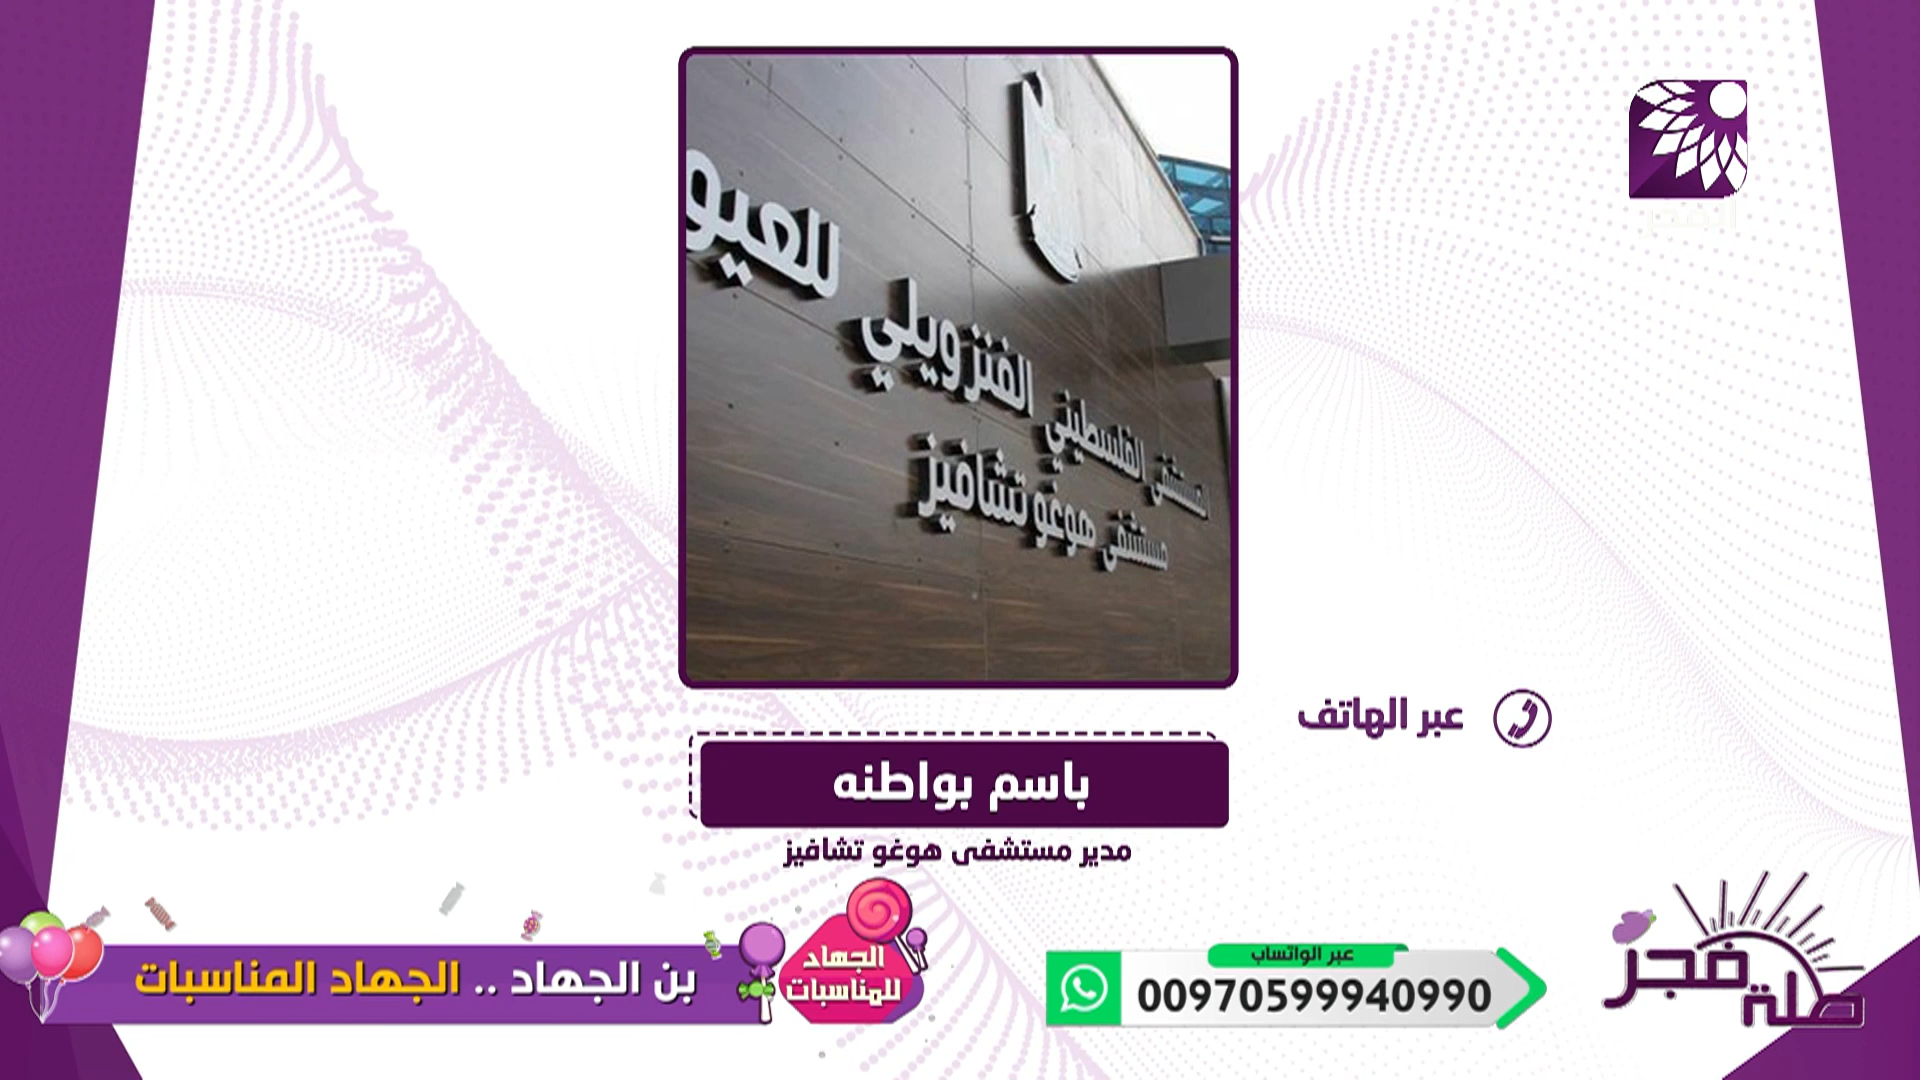 للعيو
المستشفى الفلسطيني الفنزويلي
مستشفى هوغو تشافيز
عبر الهاتف
باسم بواطنه
مدير مستشفى هوغو تشافيز
صلة فجر
عبر الواتساب
00970599940990
الجهاد
للمناسبات
بن الجهاد .. الجهاد المناسبات